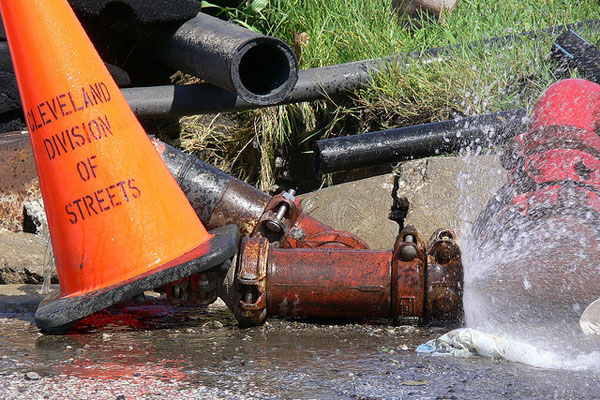 CLEVELAND
DIVISION
OF
STREETS